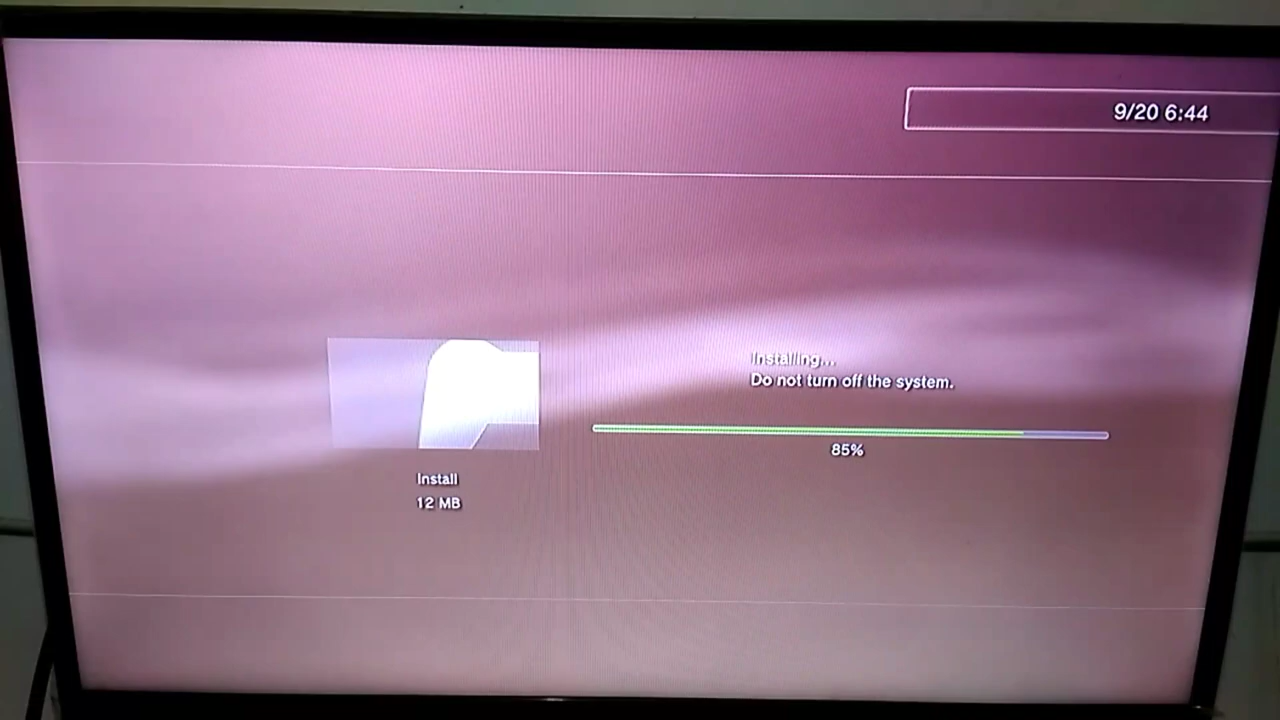 9/20 6:44
Installing...
Do not turn off the system.
85%
Install
12 MB